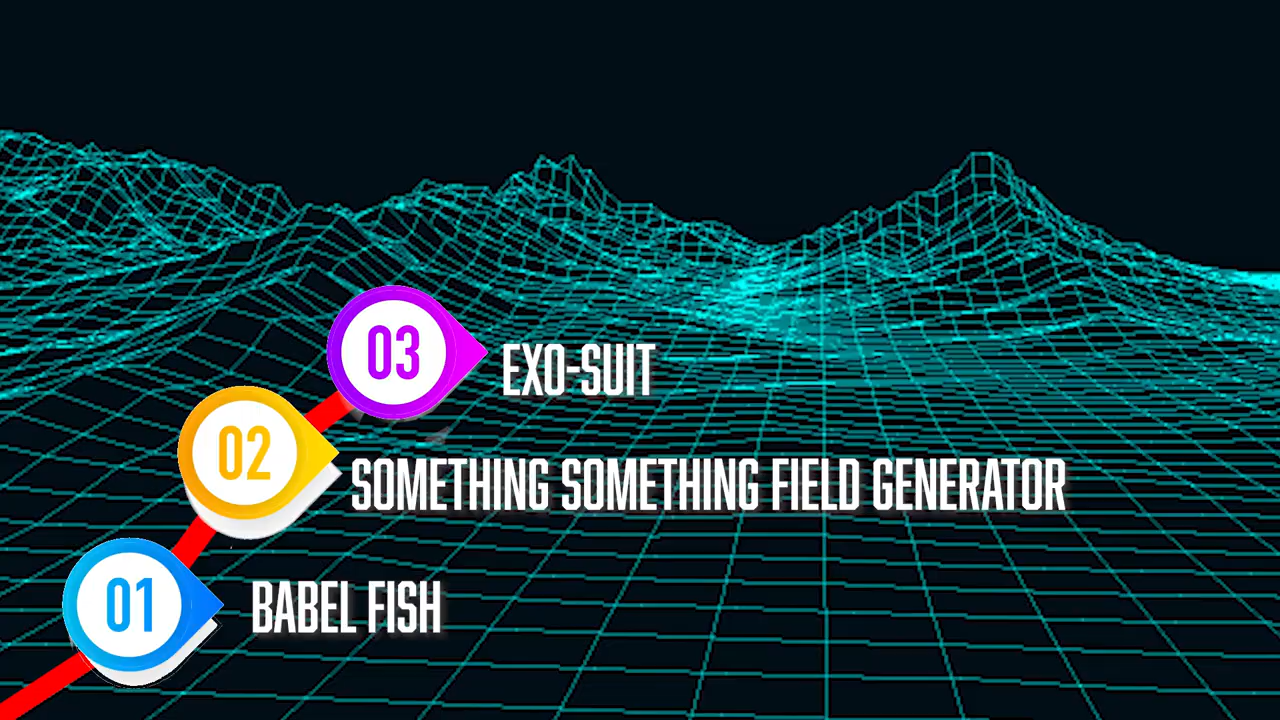 03
EXO-SUIT
02
SOMETHING SOMETHING FIELD GENERATOR
01
BABEL FISH